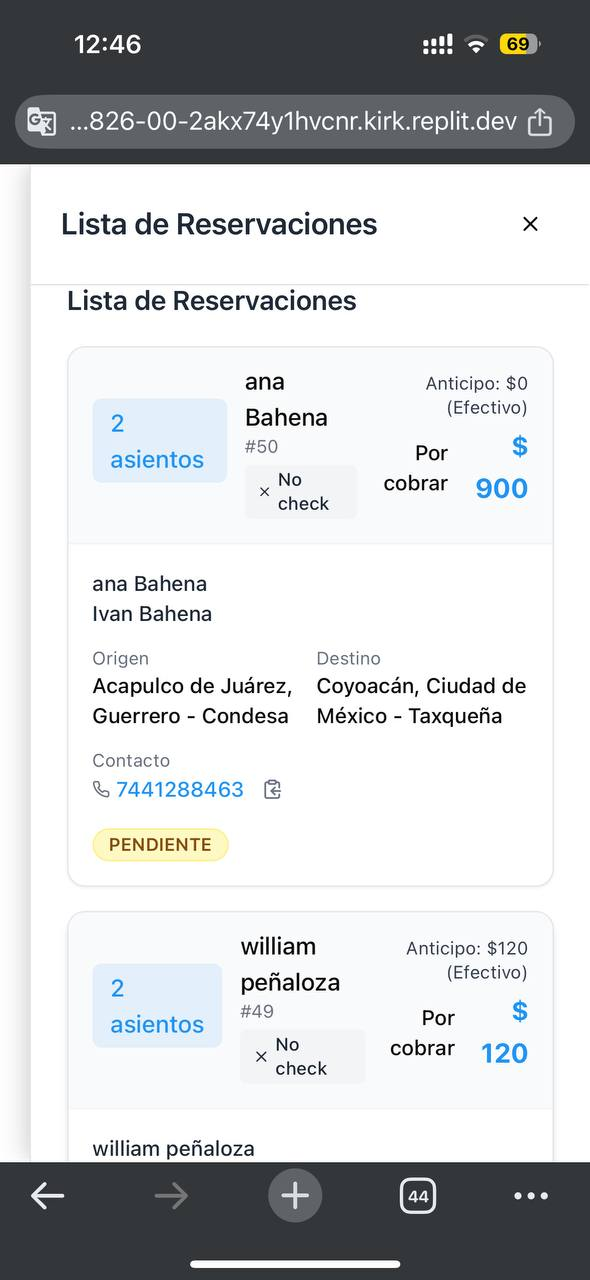 12:46
69
...826-00-2akx74y1hvcnr.kirk.replit.dev
Lista de Reservaciones
×
Lista de Reservaciones
2
asientos
ana
Bahena
#50
× No
check
Anticipo: $0
(Efectivo)
Por
cobrar
$
900
ana Bahena
Ivan Bahena
Origen
Acapulco de Juárez,
Guerrero - Condesa
Destino
Coyoacán, Ciudad de
México - Taxqueña
Contacto
7441288463
PENDIENTE
2
asientos
william
peñaloza
#49
× No
check
Anticipo: $120
(Efectivo)
Por
cobrar
$
120
william peñaloza
44